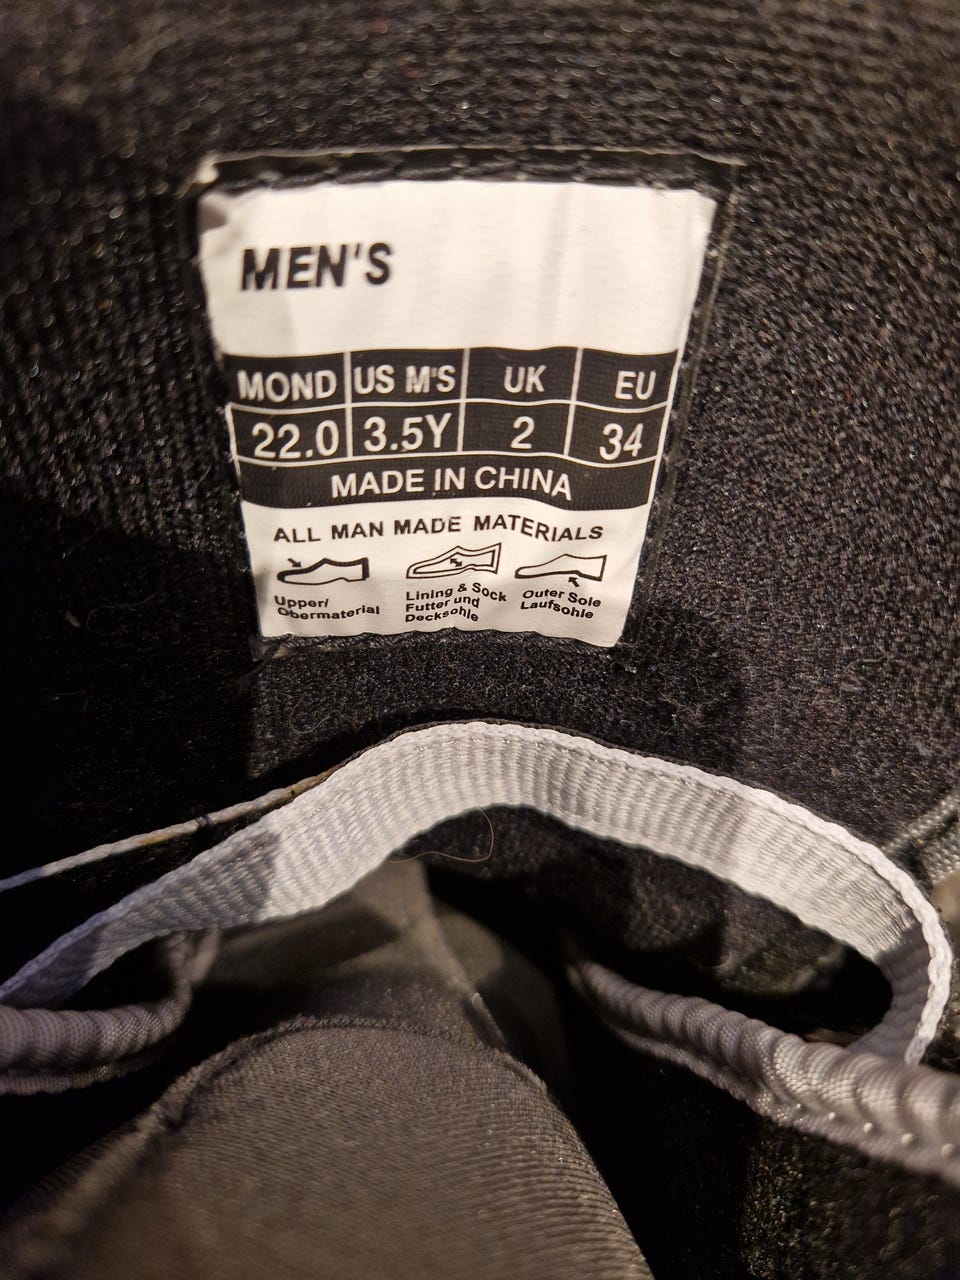 MEN'S
MOND US M'S UK EU
22.0 3.5Y 2 34
MADE IN CHINA
ALL MAN MADE MATERIALS
Upper/
Obermaterial
Lining & Sock
Futter und
Decksohle
Outer Sole
Laufsohle